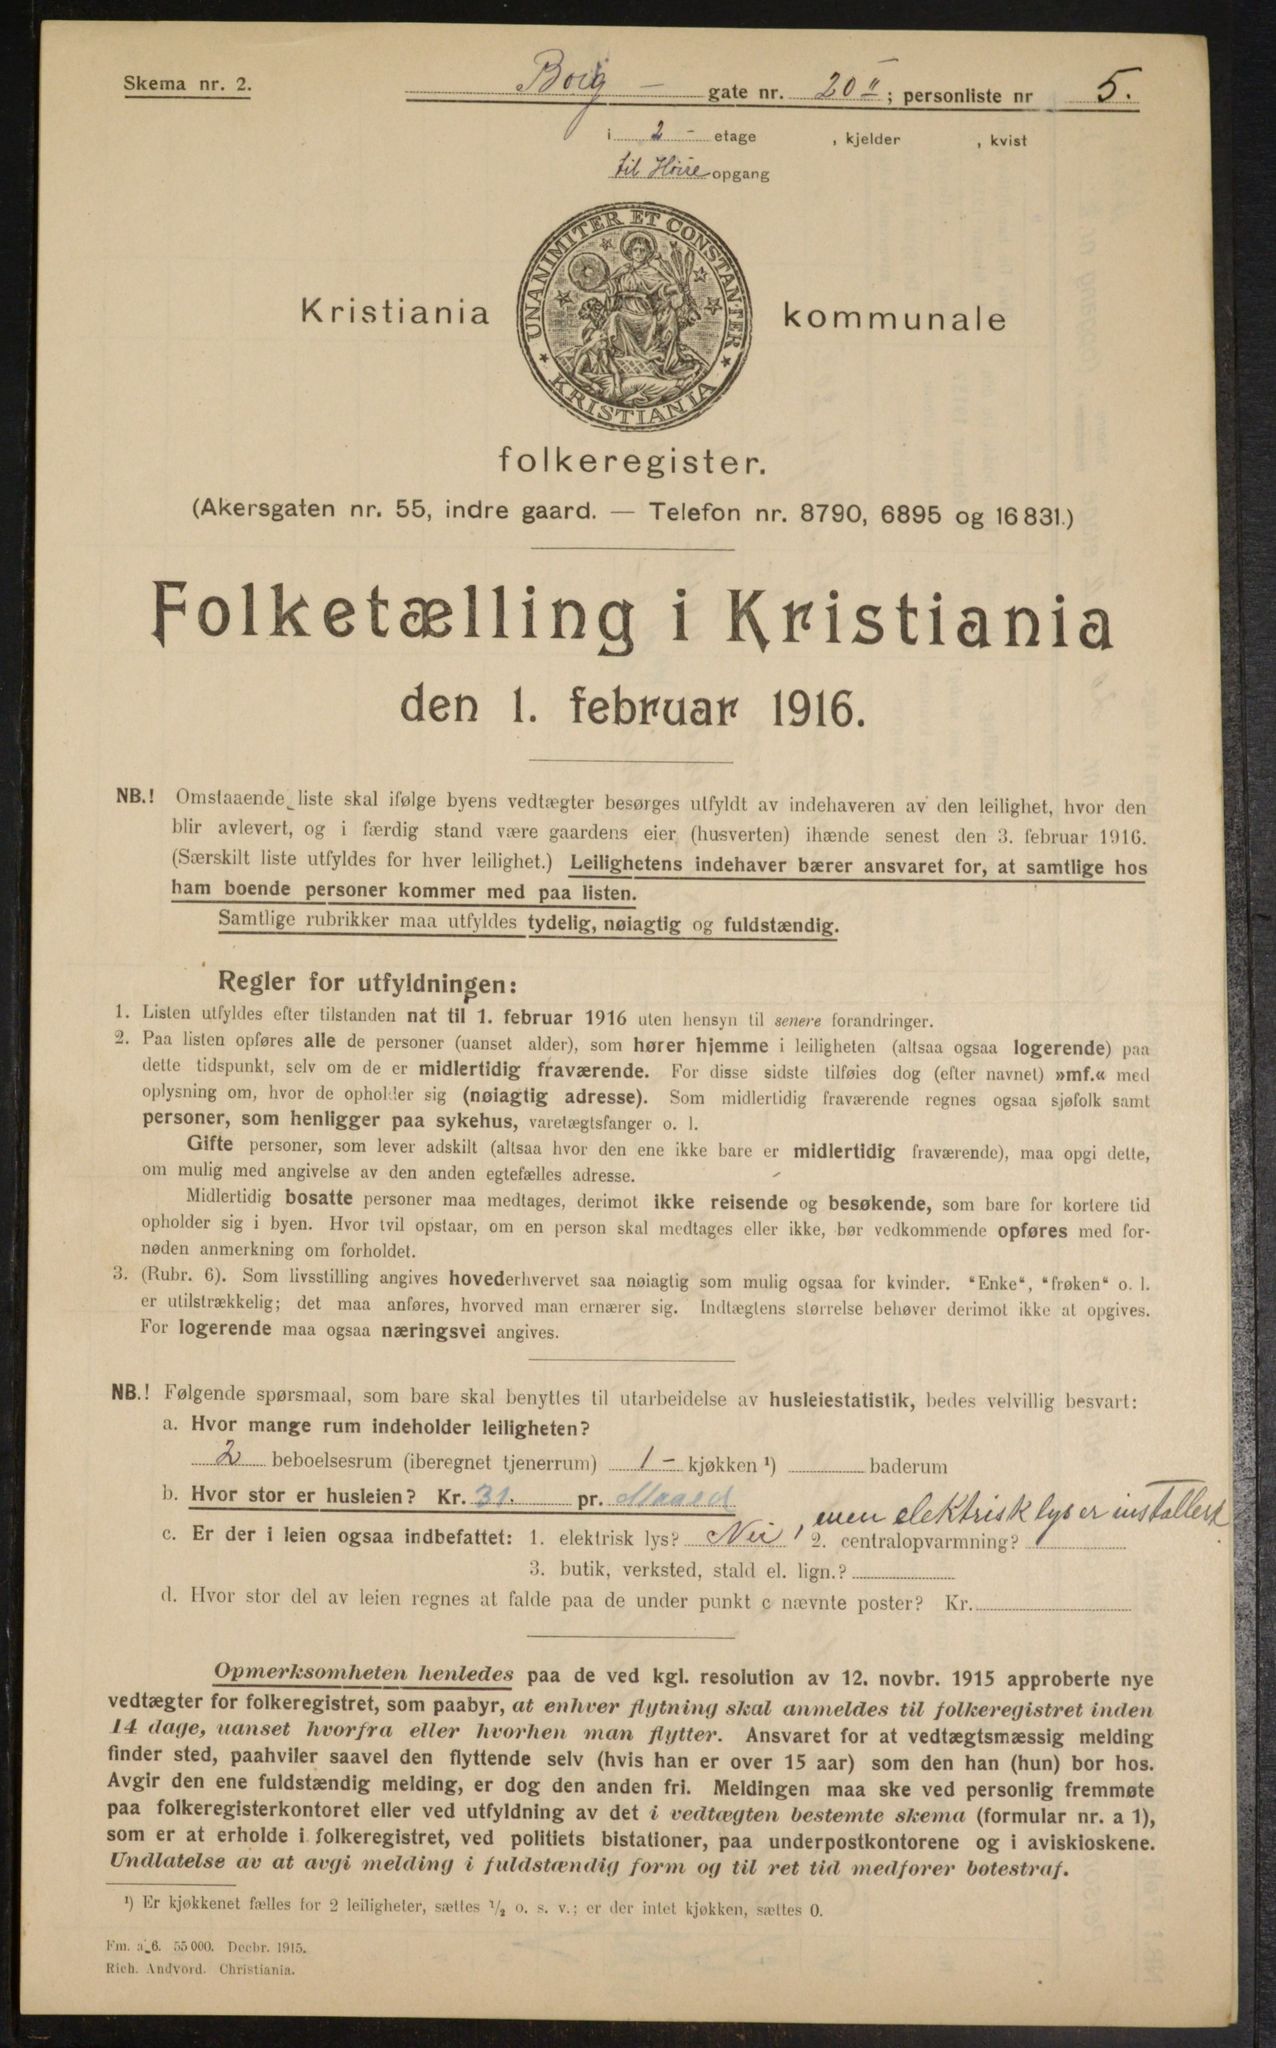 Skema nr. 2.
Borg - gate nr. 20 II ; personliste nr 5.
i 2 - etage , kjelder , kvist
til Høire opgang
UNANIMITER ET CONSTANTER
KRISTIANIA
Kristiania kommunale
folkeregister.
(Akersgaten nr. 55, indre gaard. — Telefon nr. 8790, 6895 og 16 831.)
Folketælling i Kristiania
den 1. februar 1916.
NB.! Omstaaende liste skal ifølge byens vedtægter besørges utfyldt av indehaveren av den leilighet, hvor den
blir avlevert, og i færdig stand være gaardens eier (husverten) ihænde senest den 3. februar 1916.
(Særskilt liste utfyldes for hver leilighet.) Leilighetens indehaver bærer ansvaret for, at samtlige hos
ham boende personer kommer med paa listen.
Samtlige rubrikker maa utfyldes tydelig, nøiagtig og fuldstændig.
Regler for utfyldningen:
1. Listen utfyldes efter tilstanden nat til 1. februar 1916 uten hensyn til senere forandringer.
2. Paa listen opføres alle de personer (uanset alder), som hører hjemme i leiligheten (altsaa ogsaa logerende) paa
dette tidspunkt, selv om de er midlertidig fraværende. For disse sidste tilføies dog (efter navnet) »mf.« med
oplysning om, hvor de opholder sig (nøiagtig adresse). Som midlertidig fraværende regnes ogsaa sjøfolk samt
personer, som henligger paa sykehus, varetægtsfanger o. l.
Gifte personer, som lever adskilt (altsaa hvor den ene ikke bare er midlertidig fraværende), maa opgi dette,
om mulig med angivelse av den anden egtefælles adresse.
Midlertidig bosatte personer maa medtages, derimot ikke reisende og besøkende, som bare for kortere tid
opholder sig i byen. Hvor tvil opstaar, om en person skal medtages eller ikke, bør vedkommende opføres med for-
nøden anmerkning om forholdet.
3. (Rubr. 6). Som livsstilling angives hovederhvervet saa nøiagtig som mulig ogsaa for kvinder. "Enke", "frøken" o. l.
er utilstrækkelig; det maa anføres, hvorved man ernærer sig. Indtægtens størrelse behøver derimot ikke at opgives.
For logerende maa ogsaa næringsvei angives.
NB.! Følgende spørsmaal, som bare skal benyttes til utarbeidelse av husleiestatistik, bedes velvillig besvart:
a. Hvor mange rum indeholder leiligheten?
2 beboelsesrum (iberegnet tjenerrum) 1 - kjøkken ¹) baderum
b. Hvor stor er husleien? Kr. 31. pr. Maaned
c. Er der i leien ogsaa indbefattet: 1. elektrisk lys? Nei, men elektrisk lys er installert 2. centralopvarmning?
3. butik, verksted, stald el. lign.?
d. Hvor stor del av leien regnes at falde paa de under punkt c nævnte poster? Kr.
Opmerksomheten henledes paa de ved kgl. resolution av 12. novbr. 1915 approberte nye
vedtægter for folkeregistret, som paabyr, at enhver flytning skal anmeldes til folkeregistret inden
14 dage, uanset hvorfra eller hvorhen man flytter. Ansvaret for at vedtægtsmæssig melding
finder sted, paahviler saavel den flyttende selv (hvis han er over 15 aar) som den han (hun) bor hos.
Avgir den ene fuldstændig melding, er dog den anden fri. Meldingen maa ske ved personlig fremmøte
paa folkeregisterkontoret eller ved utfyldning av det i vedtægten bestemte skema (formular nr. a 1),
som er at erholde i folkeregistret, ved politiets bistationer, paa underpostkontorene og i aviskioskene.
Undlatelse av at avgi melding i fuldstændig form og til ret tid medfører bøtestraf.
¹) Er kjøkkenet fælles for 2 leiligheter, sættes ½ o. s. v.; er der intet kjøkken, sættes 0.
Fm. a 6. 55 000. Decbr. 1915.
Rich. Andvord. Christiania.